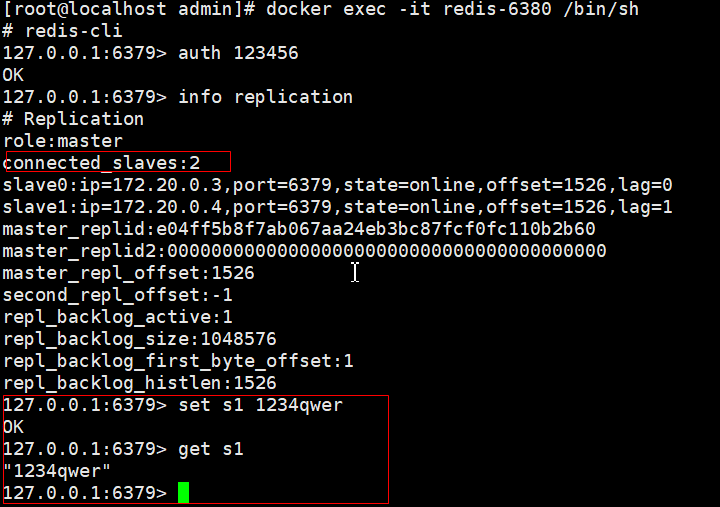 [root@localhost admin]# docker exec -it redis-6380 /bin/sh
# redis-cli
127.0.0.1:6379> auth 123456
OK
127.0.0.1:6379> info replication
# Replication
role:master
connected_slaves:2
slave0:ip=172.20.0.3,port=6379,state=online,offset=1526,lag=0
slave1:ip=172.20.0.4,port=6379,state=online,offset=1526,lag=1
master_replid:e04ff5b8f7ab067aa24eb3bc87fcf0fc110b2b60
master_replid2:0000000000000000000000000000000000000000
master_repl_offset:1526
second_repl_offset:-1
repl_backlog_active:1
repl_backlog_size:1048576
repl_backlog_first_byte_offset:1
repl_backlog_histlen:1526
127.0.0.1:6379> set s1 1234qwer
OK
127.0.0.1:6379> get s1
"1234qwer"
127.0.0.1:6379>